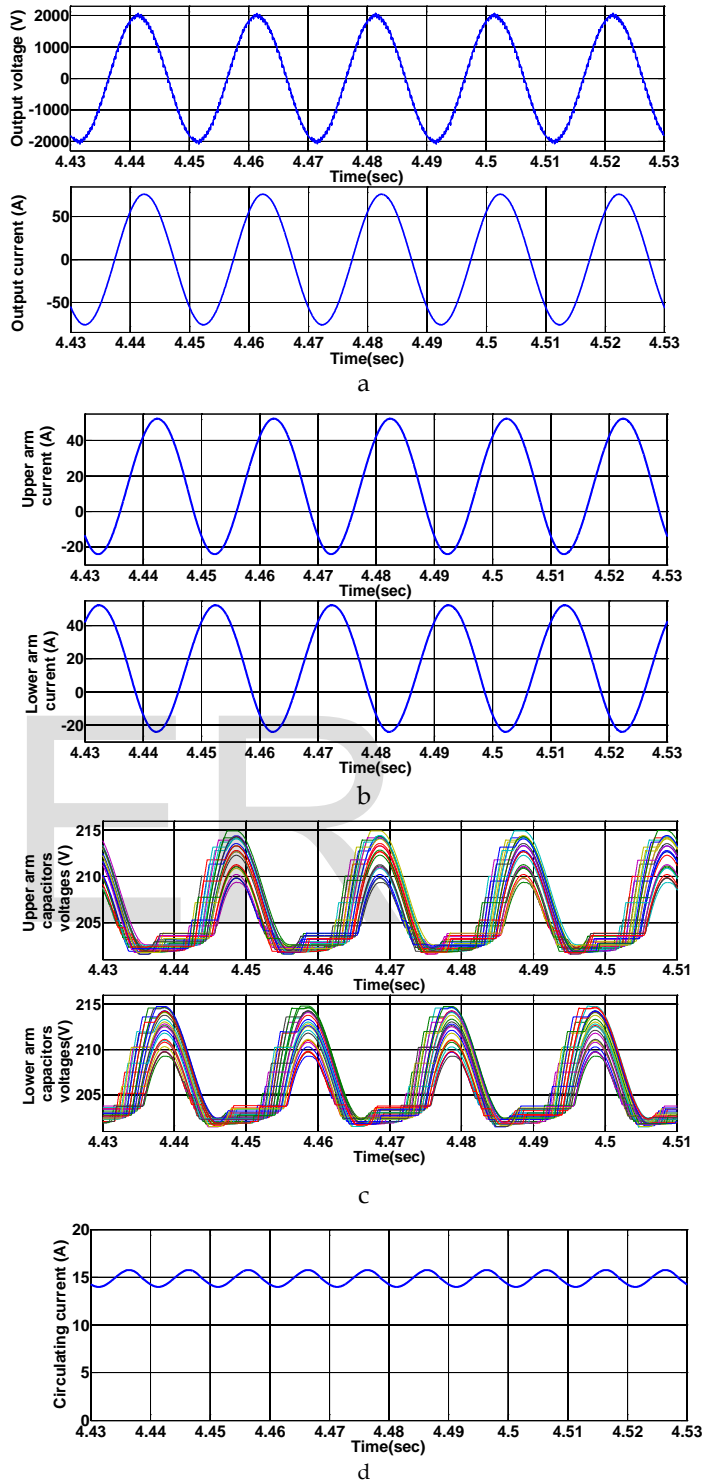 Output voltage (V)
2000
1000
0
-1000
-2000
4.43 4.44 4.45 4.46 4.47 4.48 4.49 4.5 4.51 4.52 4.53
Time(sec)
Output current (A)
50
0
-50
4.43 4.44 4.45 4.46 4.47 4.48 4.49 4.5 4.51 4.52 4.53
Time(sec)
a
Upper arm
current (A)
40
20
0
-20
4.43 4.44 4.45 4.46 4.47 4.48 4.49 4.5 4.51 4.52 4.53
Time(sec)
Lower arm
current (A)
40
20
0
-20
4.43 4.44 4.45 4.46 4.47 4.48 4.49 4.5 4.51 4.52 4.53
Time(sec)
b
ER
Upper arm
capacitors
voltages (V)
215
210
205
4.43 4.44 4.45 4.46 4.47 4.48 4.49 4.5 4.51
Time(sec)
Lower arm
capacitors
voltages(V)
215
210
205
4.43 4.44 4.45 4.46 4.47 4.48 4.49 4.5 4.51
Time(sec)
c
Circulating current (A)
20
15
10
5
0
4.43 4.44 4.45 4.46 4.47 4.48 4.49 4.5 4.51 4.52 4.53
Time(sec)
d